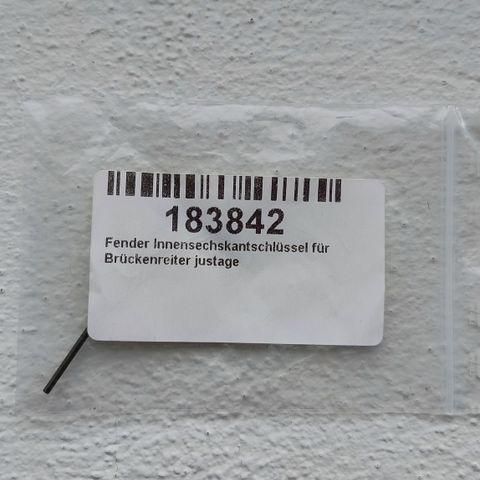 183842
Fender Innensechskantschlüssel für
Brückenreiter justage